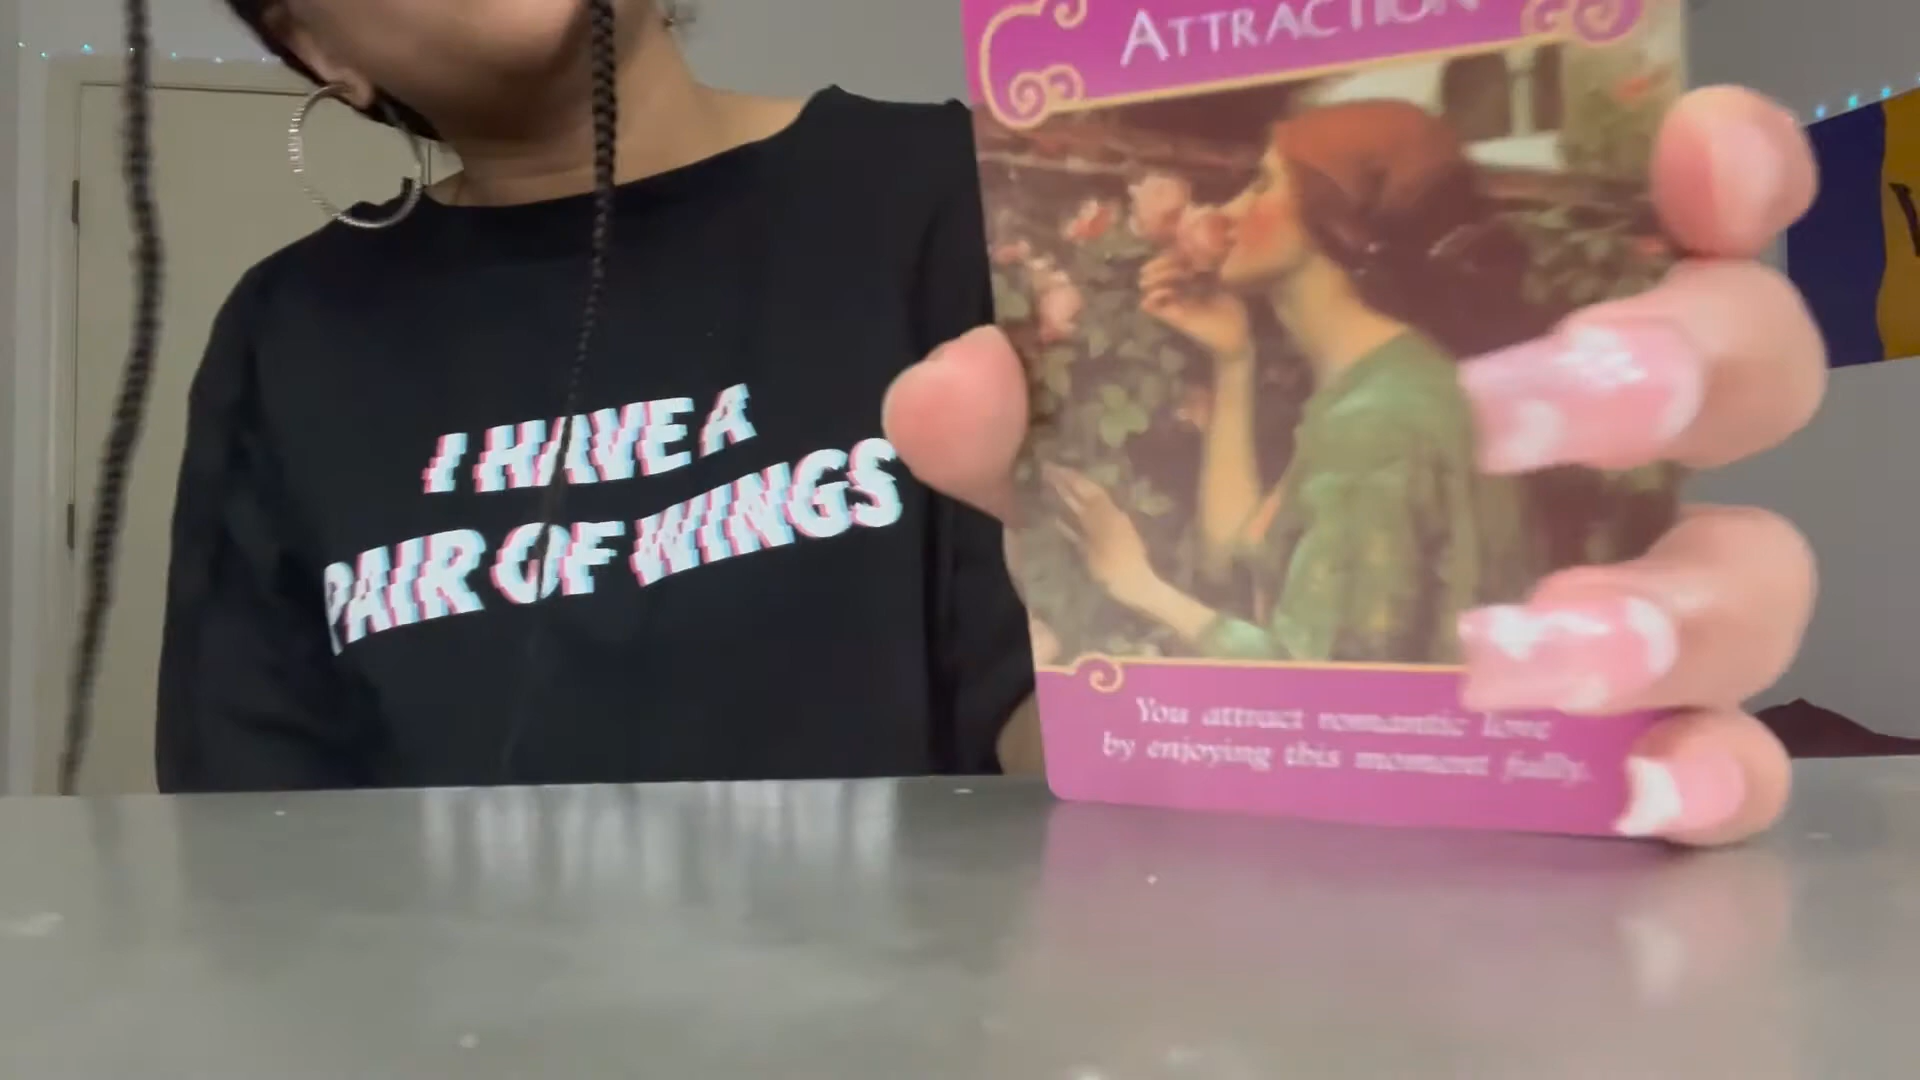 I HAVE A
PAIR OF WINGS
ATTRACTION
You attract romantic love
by enjoying this moment fully.